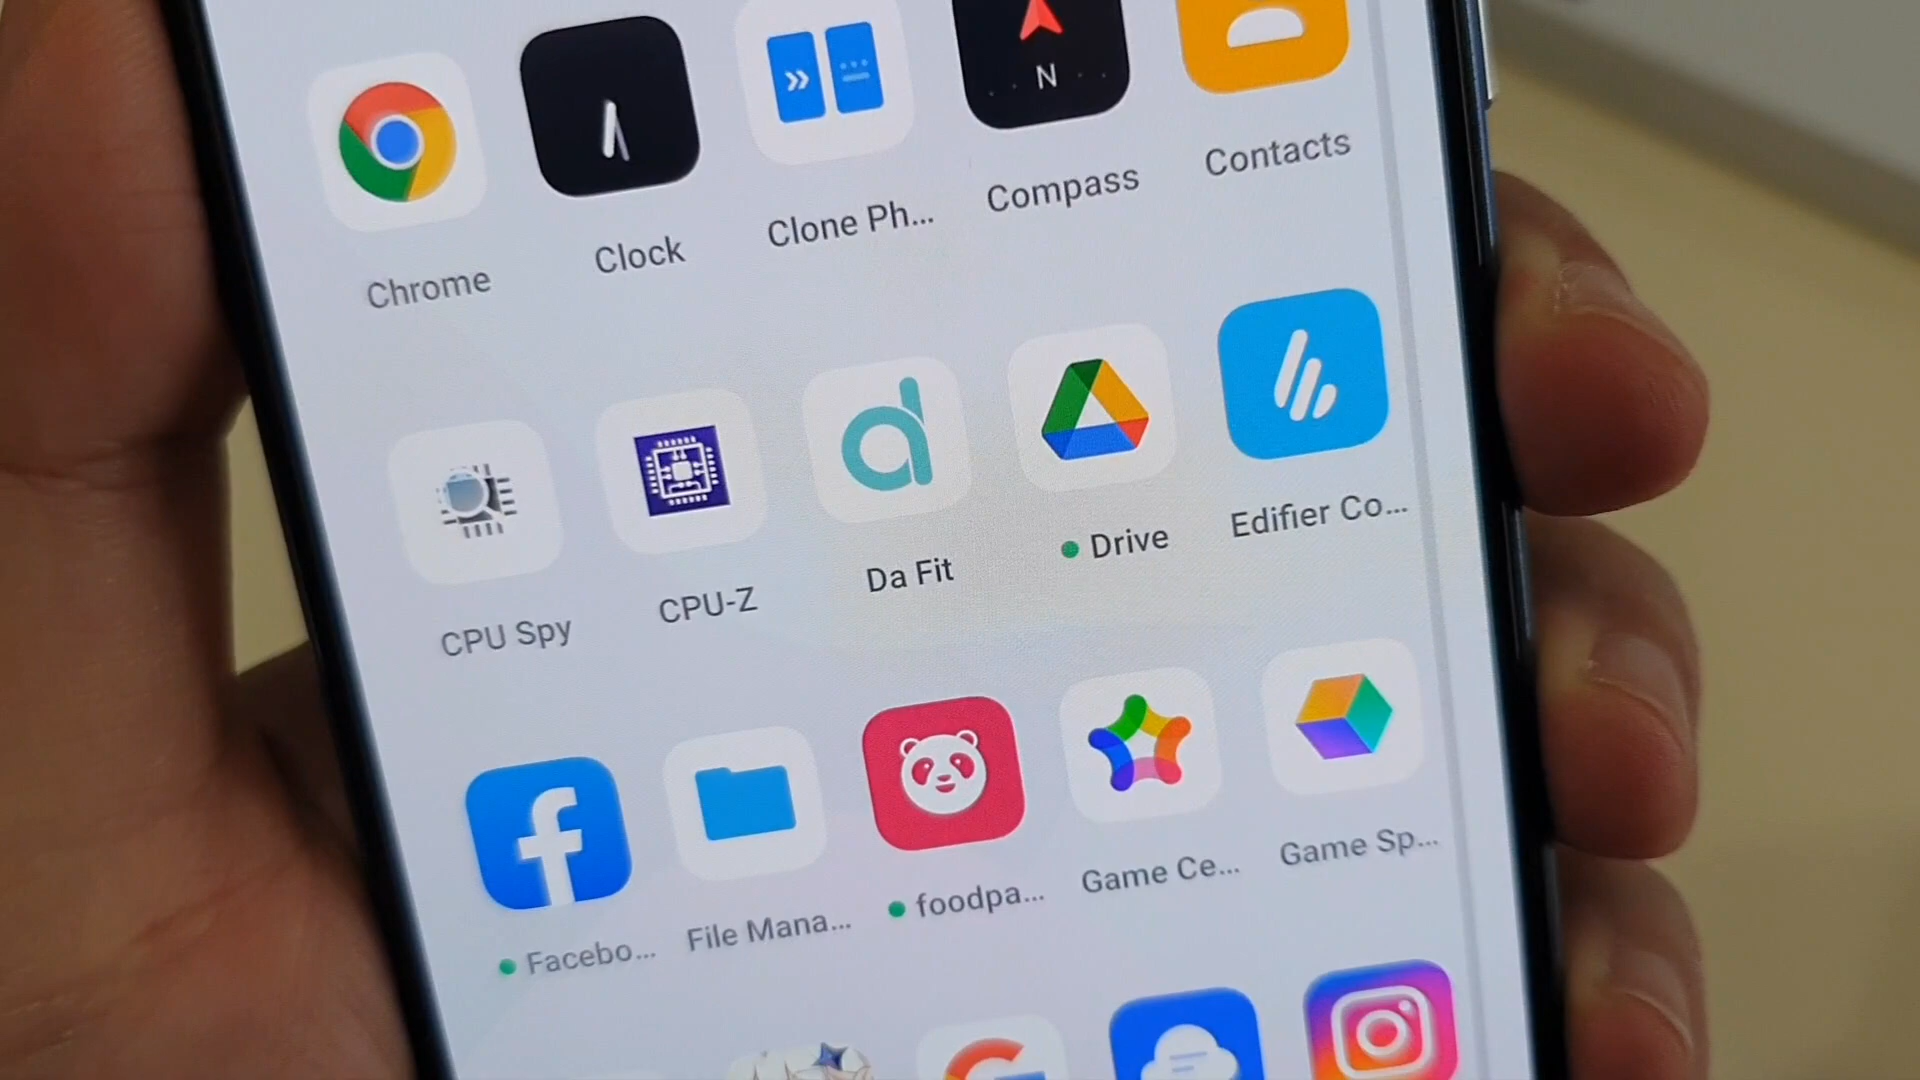 N
Chrome
Clock
Clone Ph...
Compass
Contacts
CPU Spy
CPU-Z
Da Fit
Drive
Edifier Co...
Facebo...
File Mana...
foodpa...
Game Ce...
Game Sp...